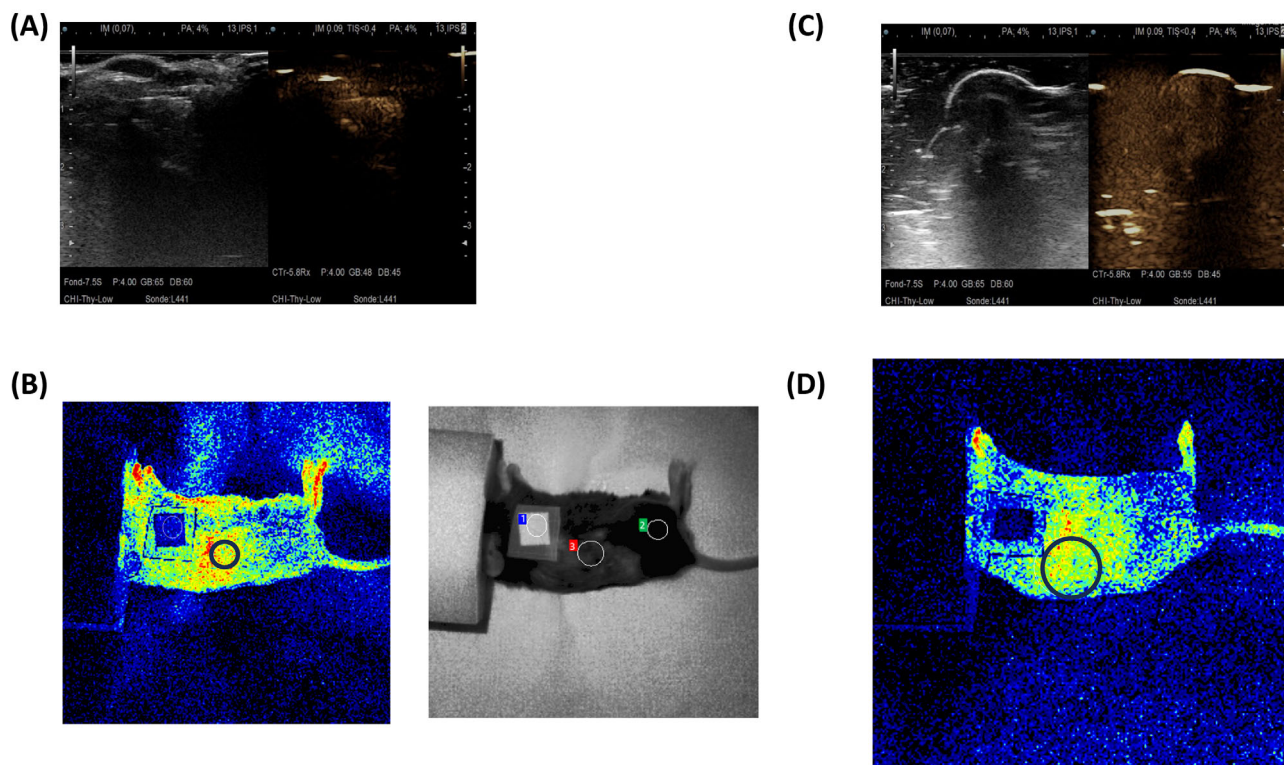 (A)
IM (0,07) PA; 4% 13 IPS 1
IM 0.09 TIS<0.4 PA; 4% 13 IPS 2
1
2
3
Fond-7.5S P:4.00 GB:65 DB:60
CTr-5.8Rx P:4.00 GB:48 DB:45
CHI-Thy-Low Sonde:L441
CHI-Thy-Low Sonde:L441
(C)
IM (0,07) PA; 4% 13 IPS 1
IM 0.09 TIS<0.4 PA; 4% 13 IPS
1
2
3
Fond-7.5S P:4.00 GB:65 DB:60
CTr-5.8Rx P:4.00 GB:55 DB:45
CHI-Thy-Low Sonde:L441
CHI-Thy-Low Sonde:L441
(B)
1
2
3
(D)